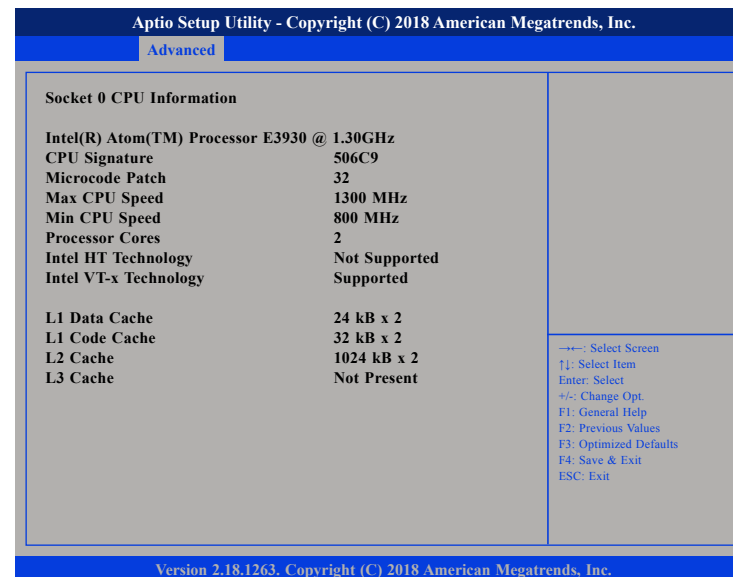 Aptio Setup Utility - Copyright (C) 2018 American Megatrends, Inc.
Advanced
Socket 0 CPU Information
Intel(R) Atom(TM) Processor E3930 @ 1.30GHz
CPU Signature 506C9
Microcode Patch 32
Max CPU Speed 1300 MHz
Min CPU Speed 800 MHz
Processor Cores 2
Intel HT Technology Not Supported
Intel VT-x Technology Supported
L1 Data Cache 24 kB x 2
L1 Code Cache 32 kB x 2
L2 Cache 1024 kB x 2
L3 Cache Not Present
→←: Select Screen
↑↓: Select Item
Enter: Select
+/-: Change Opt.
F1: General Help
F2: Previous Values
F3: Optimized Defaults
F4: Save & Exit
ESC: Exit
Version 2.18.1263. Copyright (C) 2018 American Megatrends, Inc.